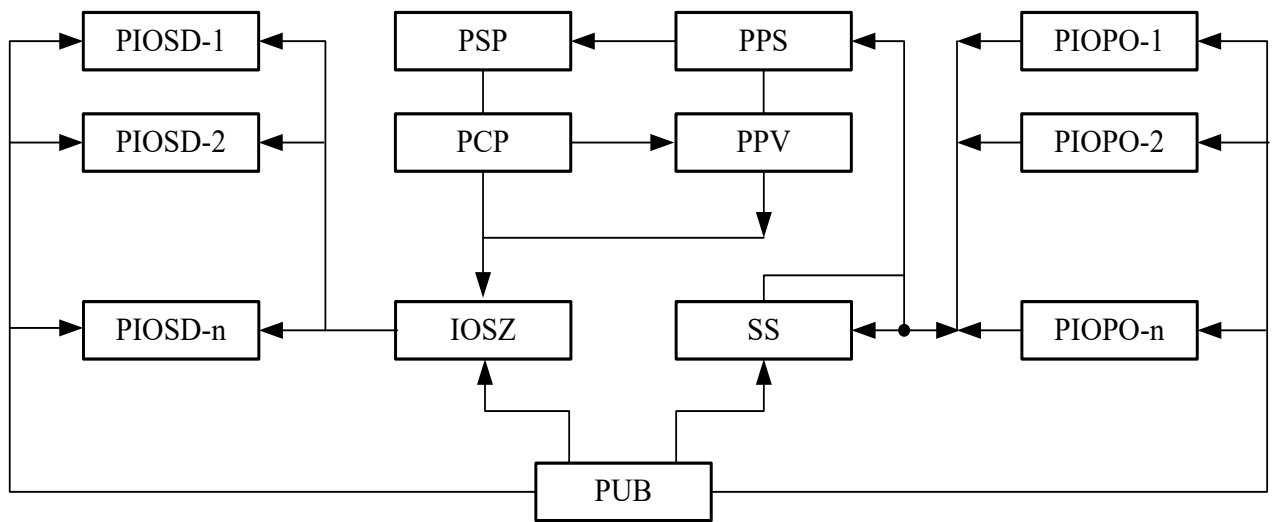 PIOSD-1
PSP
PPS
PIOPO-1
PIOSD-2
PCP
PPV
PIOPO-2
PIOSD-n
IOSZ
SS
PIOPO-n
PUB